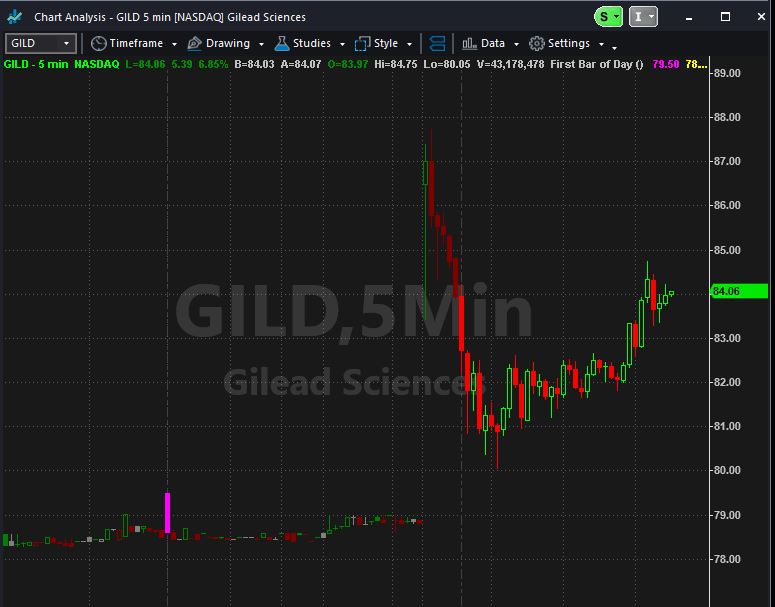 Chart Analysis - GILD 5 min [NASDAQ] Gilead Sciences
S
I
GILD
Timeframe
Drawing
Studies
Style
Data
Settings
GILD - 5 min NASDAQ L=84.06 5.39 6.85% B=84.03 A=84.07 O=83.97 Hi=84.75 Lo=80.05 V=43,178,478 First Bar of Day () 79.50 78...
89.00
88.00
87.00
86.00
85.00
84.06
83.00
82.00
81.00
80.00
79.00
78.00
GILD,5Min
Gilead Sciences